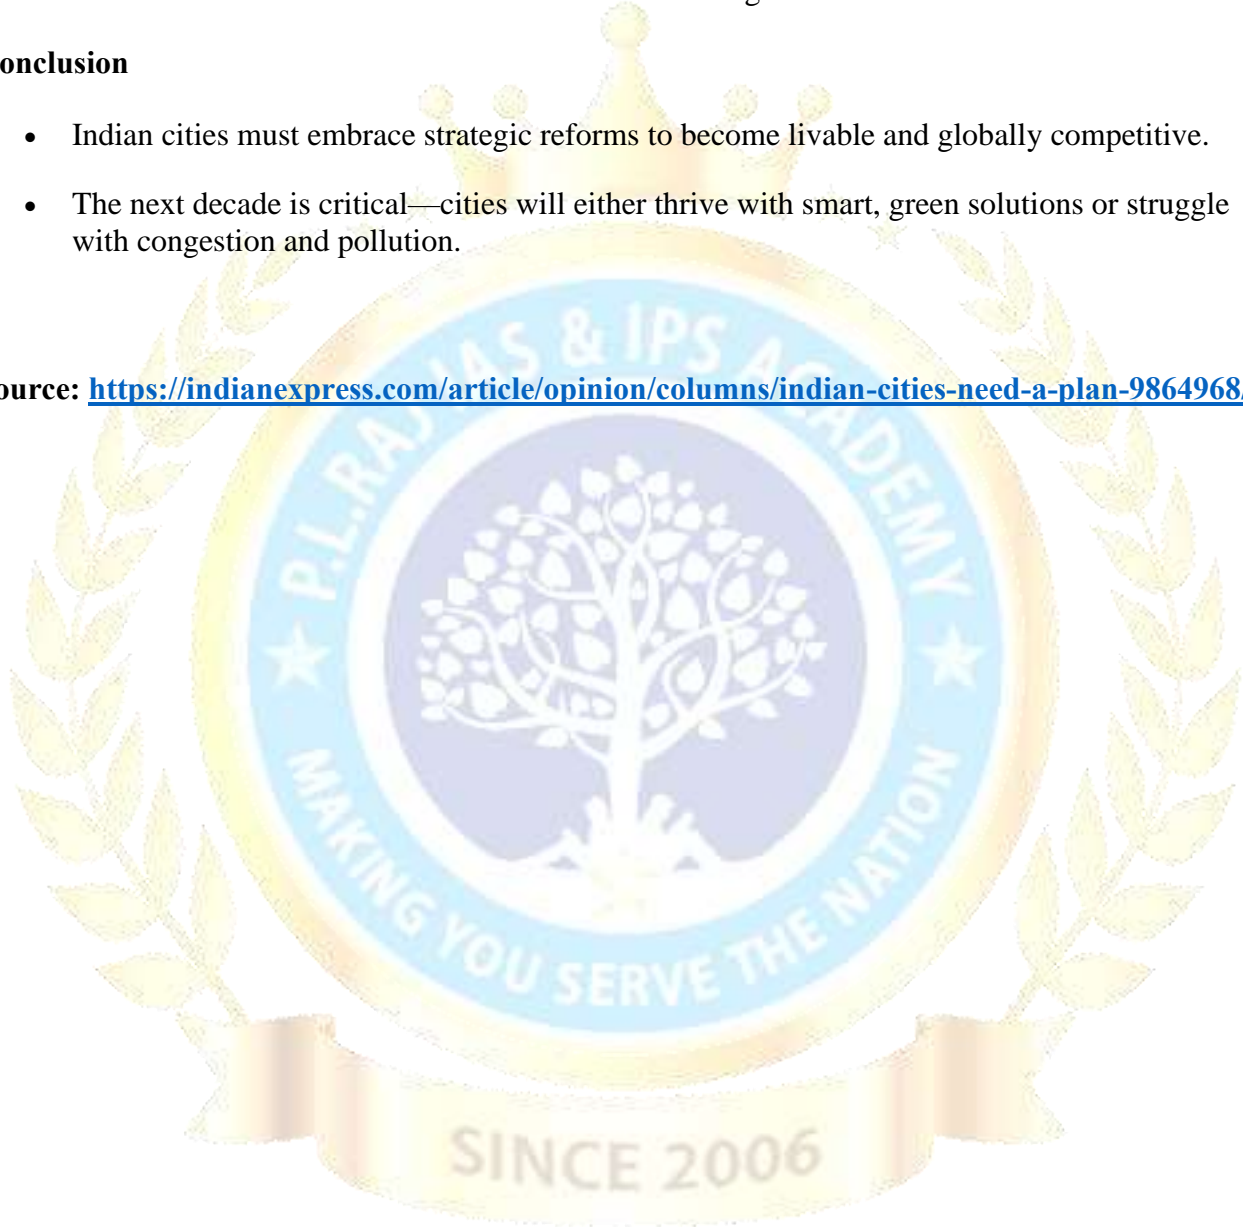 onclusion
• Indian cities must embrace strategic reforms to become livable and globally competitive.
• The next decade is critical—cities will either thrive with smart, green solutions or struggle
with congestion and pollution.
ource: https://indianexpress.com/article/opinion/columns/indian-cities-need-a-plan-9864968/
P.L.RAJ IAS & IPS ACADEMY
MAKING YOU SERVE THE NATION
SINCE 2006